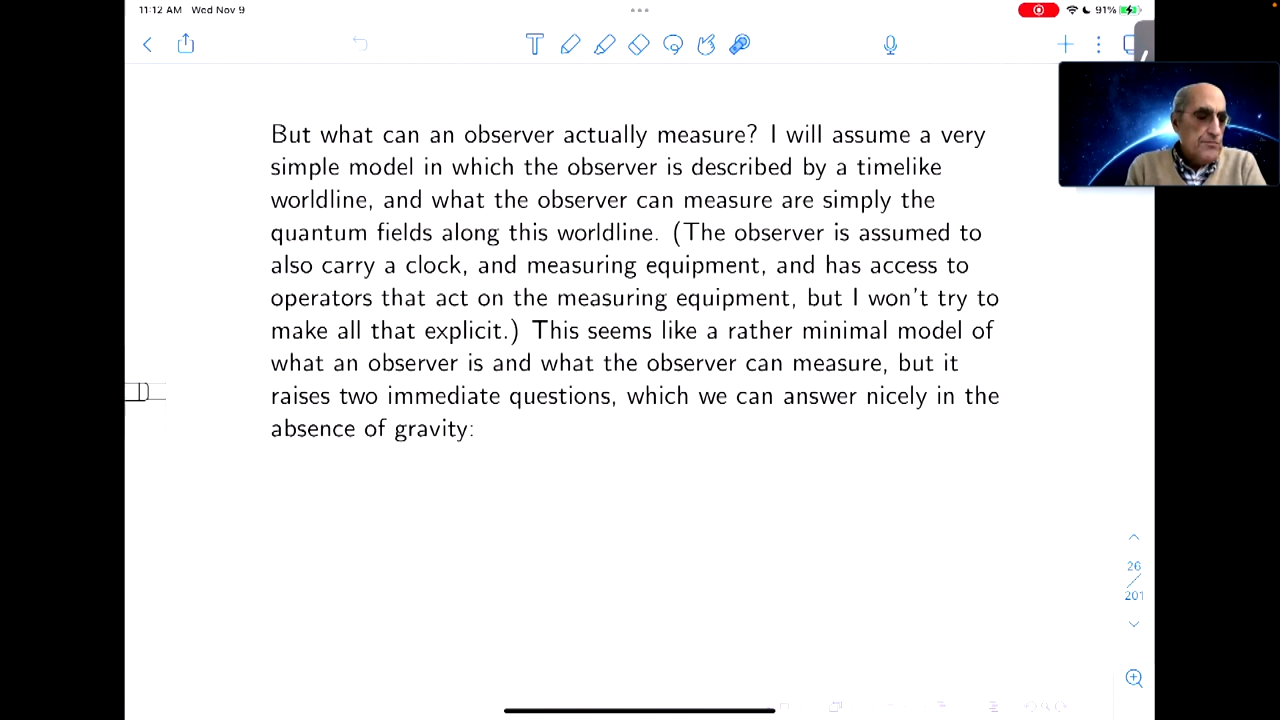 11:12 AM Wed Nov 9
91%
T
But what can an observer actually measure? I will assume a very
simple model in which the observer is described by a timelike
worldline, and what the observer can measure are simply the
quantum fields along this worldline. (The observer is assumed to
also carry a clock, and measuring equipment, and has access to
operators that act on the measuring equipment, but I won't try to
make all that explicit.) This seems like a rather minimal model of
what an observer is and what the observer can measure, but it
raises two immediate questions, which we can answer nicely in the
absence of gravity:
26
201